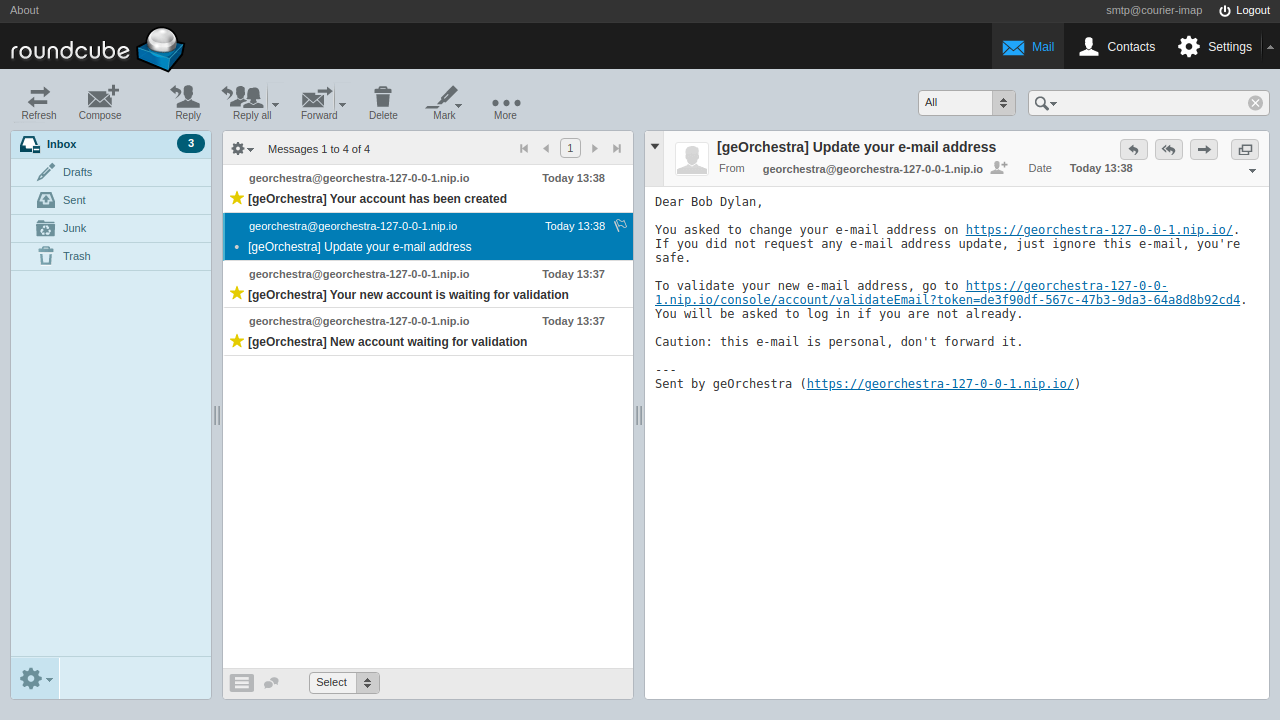 About
smtp@courier-imap Logout
roundcube
Mail Contacts Settings
Refresh Compose Reply Reply all Forward Delete Mark More
All
Inbox 3
Drafts
Sent
Junk
Trash
Messages 1 to 4 of 4
1
georchestra@georchestra-127-0-0-1.nip.io Today 13:38
[geOrchestra] Your account has been created
georchestra@georchestra-127-0-0-1.nip.io Today 13:38
[geOrchestra] Update your e-mail address
georchestra@georchestra-127-0-0-1.nip.io Today 13:37
[geOrchestra] Your new account is waiting for validation
georchestra@georchestra-127-0-0-1.nip.io Today 13:37
[geOrchestra] New account waiting for validation
Select
[geOrchestra] Update your e-mail address
From georchestra@georchestra-127-0-0-1.nip.io Date Today 13:38
Dear Bob Dylan,
You asked to change your e-mail address on https://georchestra-127-0-0-1.nip.io/.
If you did not request any e-mail address update, just ignore this e-mail, you're
safe.
To validate your new e-mail address, go to https://georchestra-127-0-0-
1.nip.io/console/account/validateEmail?token=de3f90df-567c-47b3-9da3-64a8d8b92cd4.
You will be asked to log in if you are not already.
Caution: this e-mail is personal, don't forward it.
---
Sent by geOrchestra (https://georchestra-127-0-0-1.nip.io/)